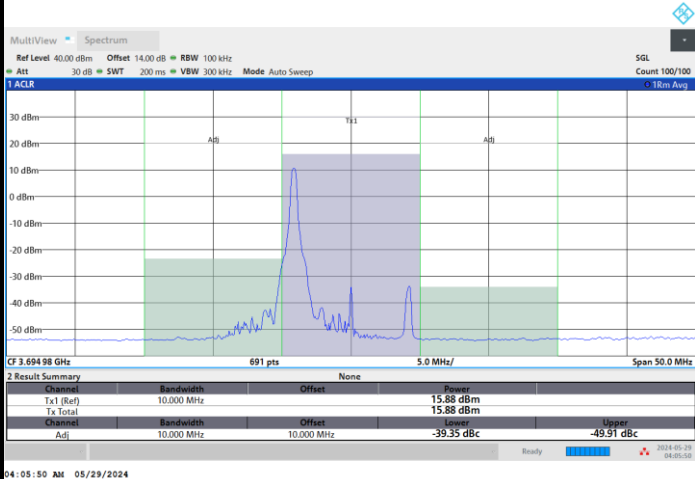 MultiView Spectrum
Ref Level 40.00 dBm Offset 14.00 dB RBW 100 kHz SGL
Att 30 dB SWT 200 ms VBW 300 kHz Mode Auto Sweep Count 100/100
1 ACLR 1Rm Avg
30 dBm
Tx1
20 dBm
Adj Adj
10 dBm
0 dBm
-10 dBm
-20 dBm
-30 dBm
-40 dBm
-50 dBm
CF 3.694 98 GHz 691 pts 5.0 MHz/ Span 50.0 MHz
2 Result Summary None
Channel Bandwidth Offset Power
Tx1 (Ref) 10.000 MHz 15.88 dBm
Tx Total 15.88 dBm
Channel Bandwidth Offset Lower Upper
Adj 10.000 MHz 10.000 MHz -39.35 dBc -49.91 dBc
Ready 2024-05-29
04:05:50
04:05:50 AM 05/29/2024